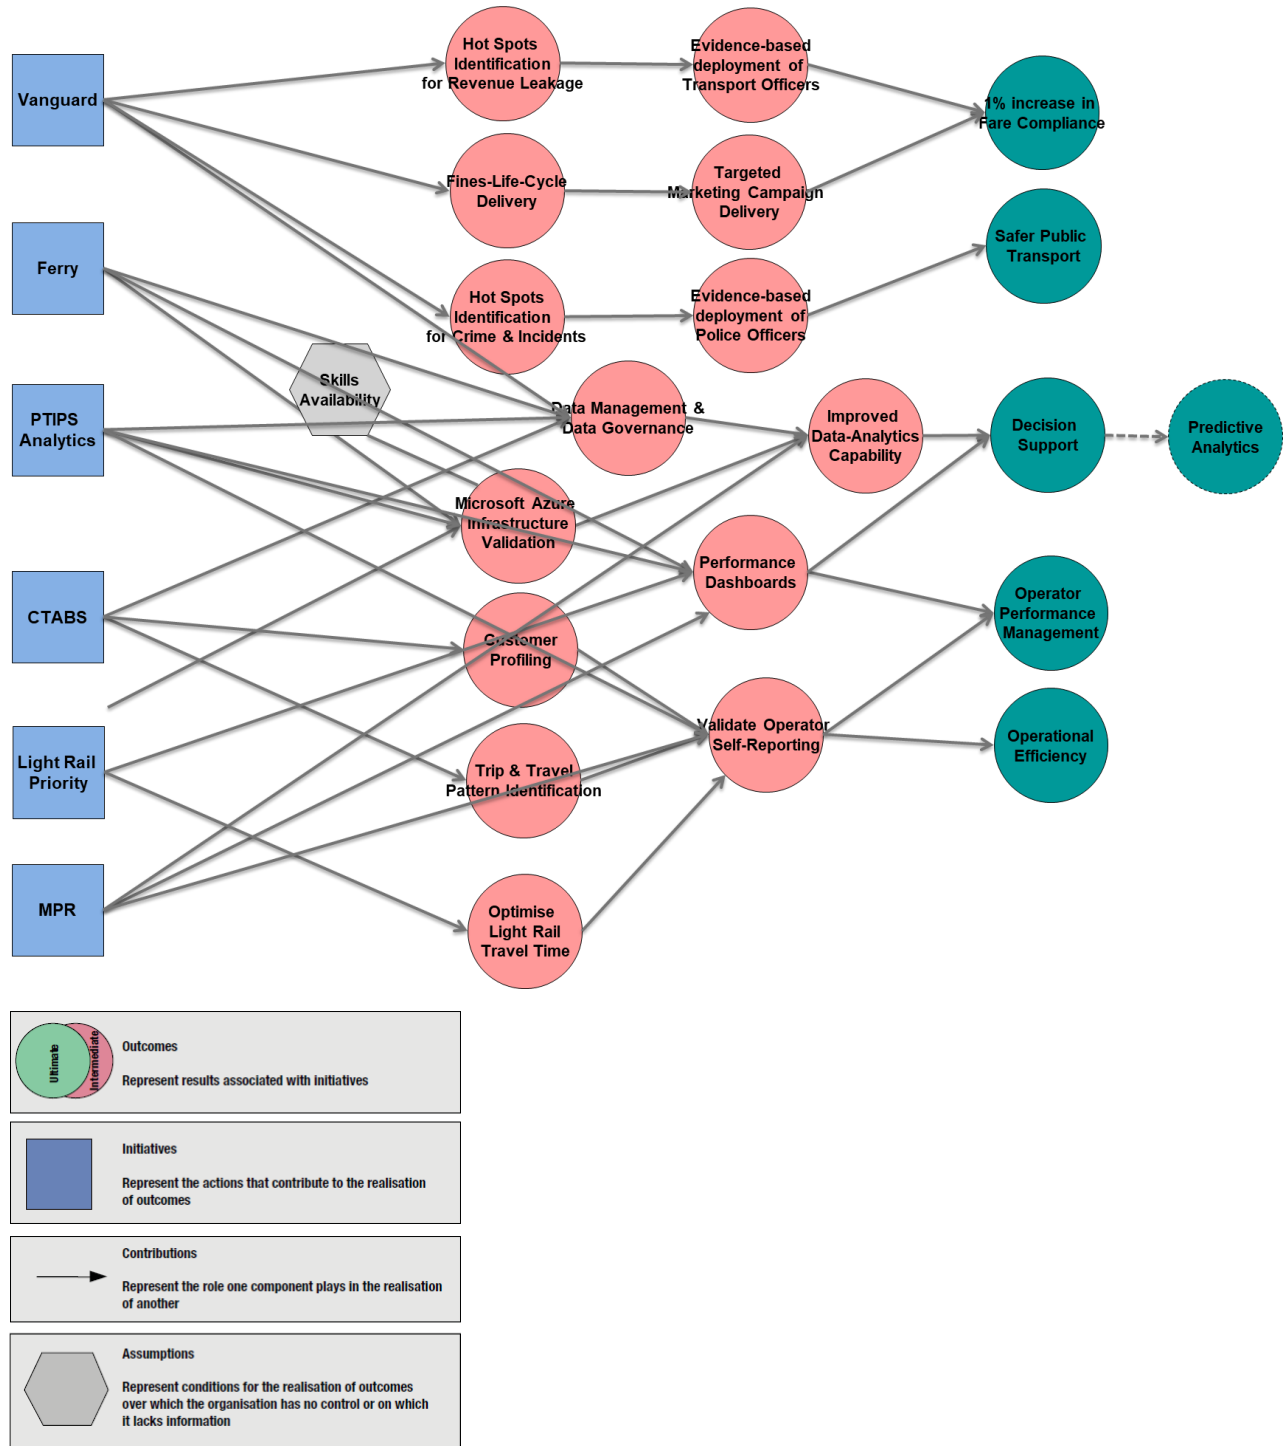 Vanguard
Ferry
PTIPS
Analytics
CTABS
Light Rail
Priority
MPR
Skills
Availability
Hot Spots
Identification
for Revenue Leakage
Fines-Life-Cycle
Delivery
Hot Spots
Identification
for Crime & Incidents
Data Management &
Data Governance
Microsoft Azure
Infrastructure
Validation
Customer
Profiling
Trip & Travel
Pattern Identification
Optimise
Light Rail
Travel Time
Evidence-based
deployment of
Transport Officers
Targeted
Marketing Campaign
Delivery
Evidence-based
deployment of
Police Officers
Improved
Data-Analytics
Capability
Performance
Dashboards
Validate Operator
Self-Reporting
1% increase in
Fare Compliance
Safer Public
Transport
Decision
Support
Predictive
Analytics
Operator
Performance
Management
Operational
Efficiency
Ultimate
Intermediate
Outcomes
Represent results associated with initiatives
Initiatives
Represent the actions that contribute to the realisation
of outcomes
Contributions
Represent the role one component plays in the realisation
of another
Assumptions
Represent conditions for the realisation of outcomes
over which the organisation has no control or on which
it lacks information